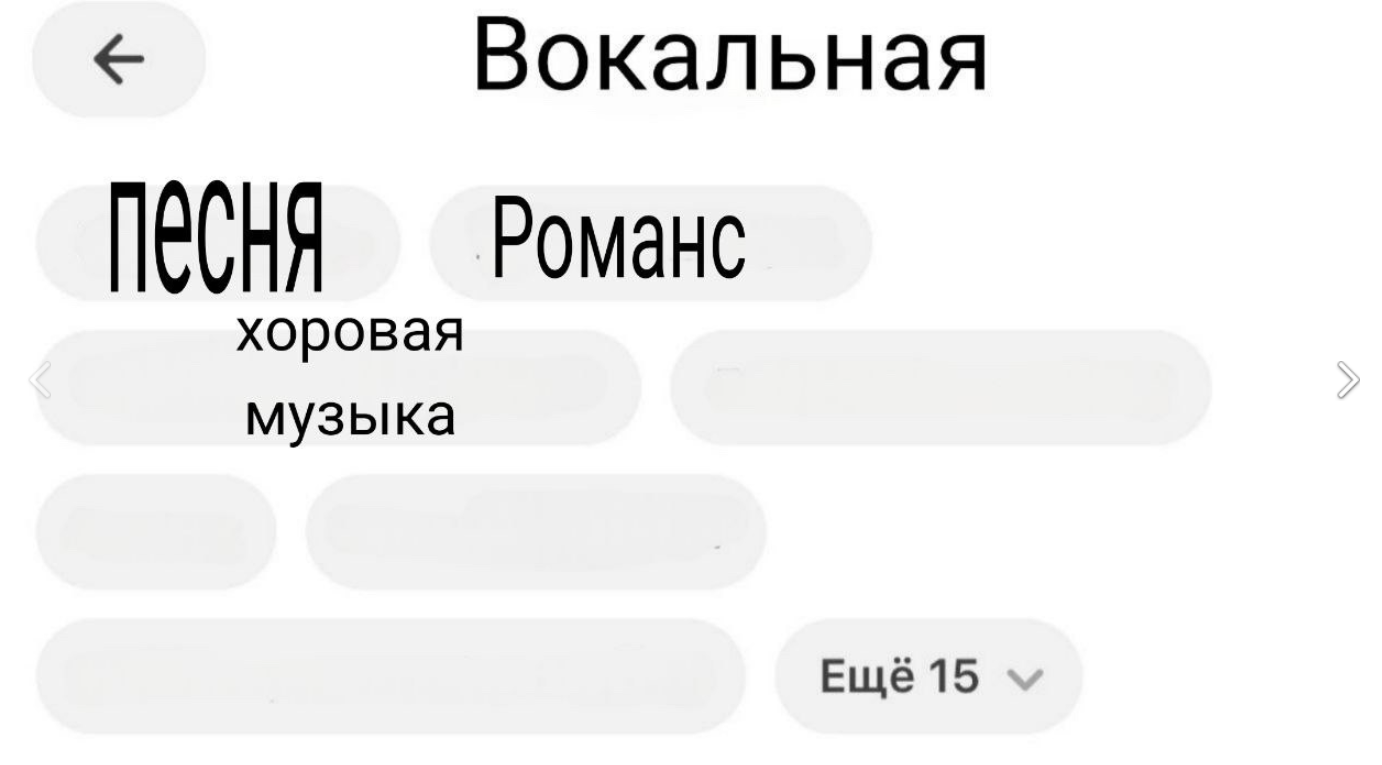 Вокальная
песня
Романс
хоровая
музыка
Ещё 15